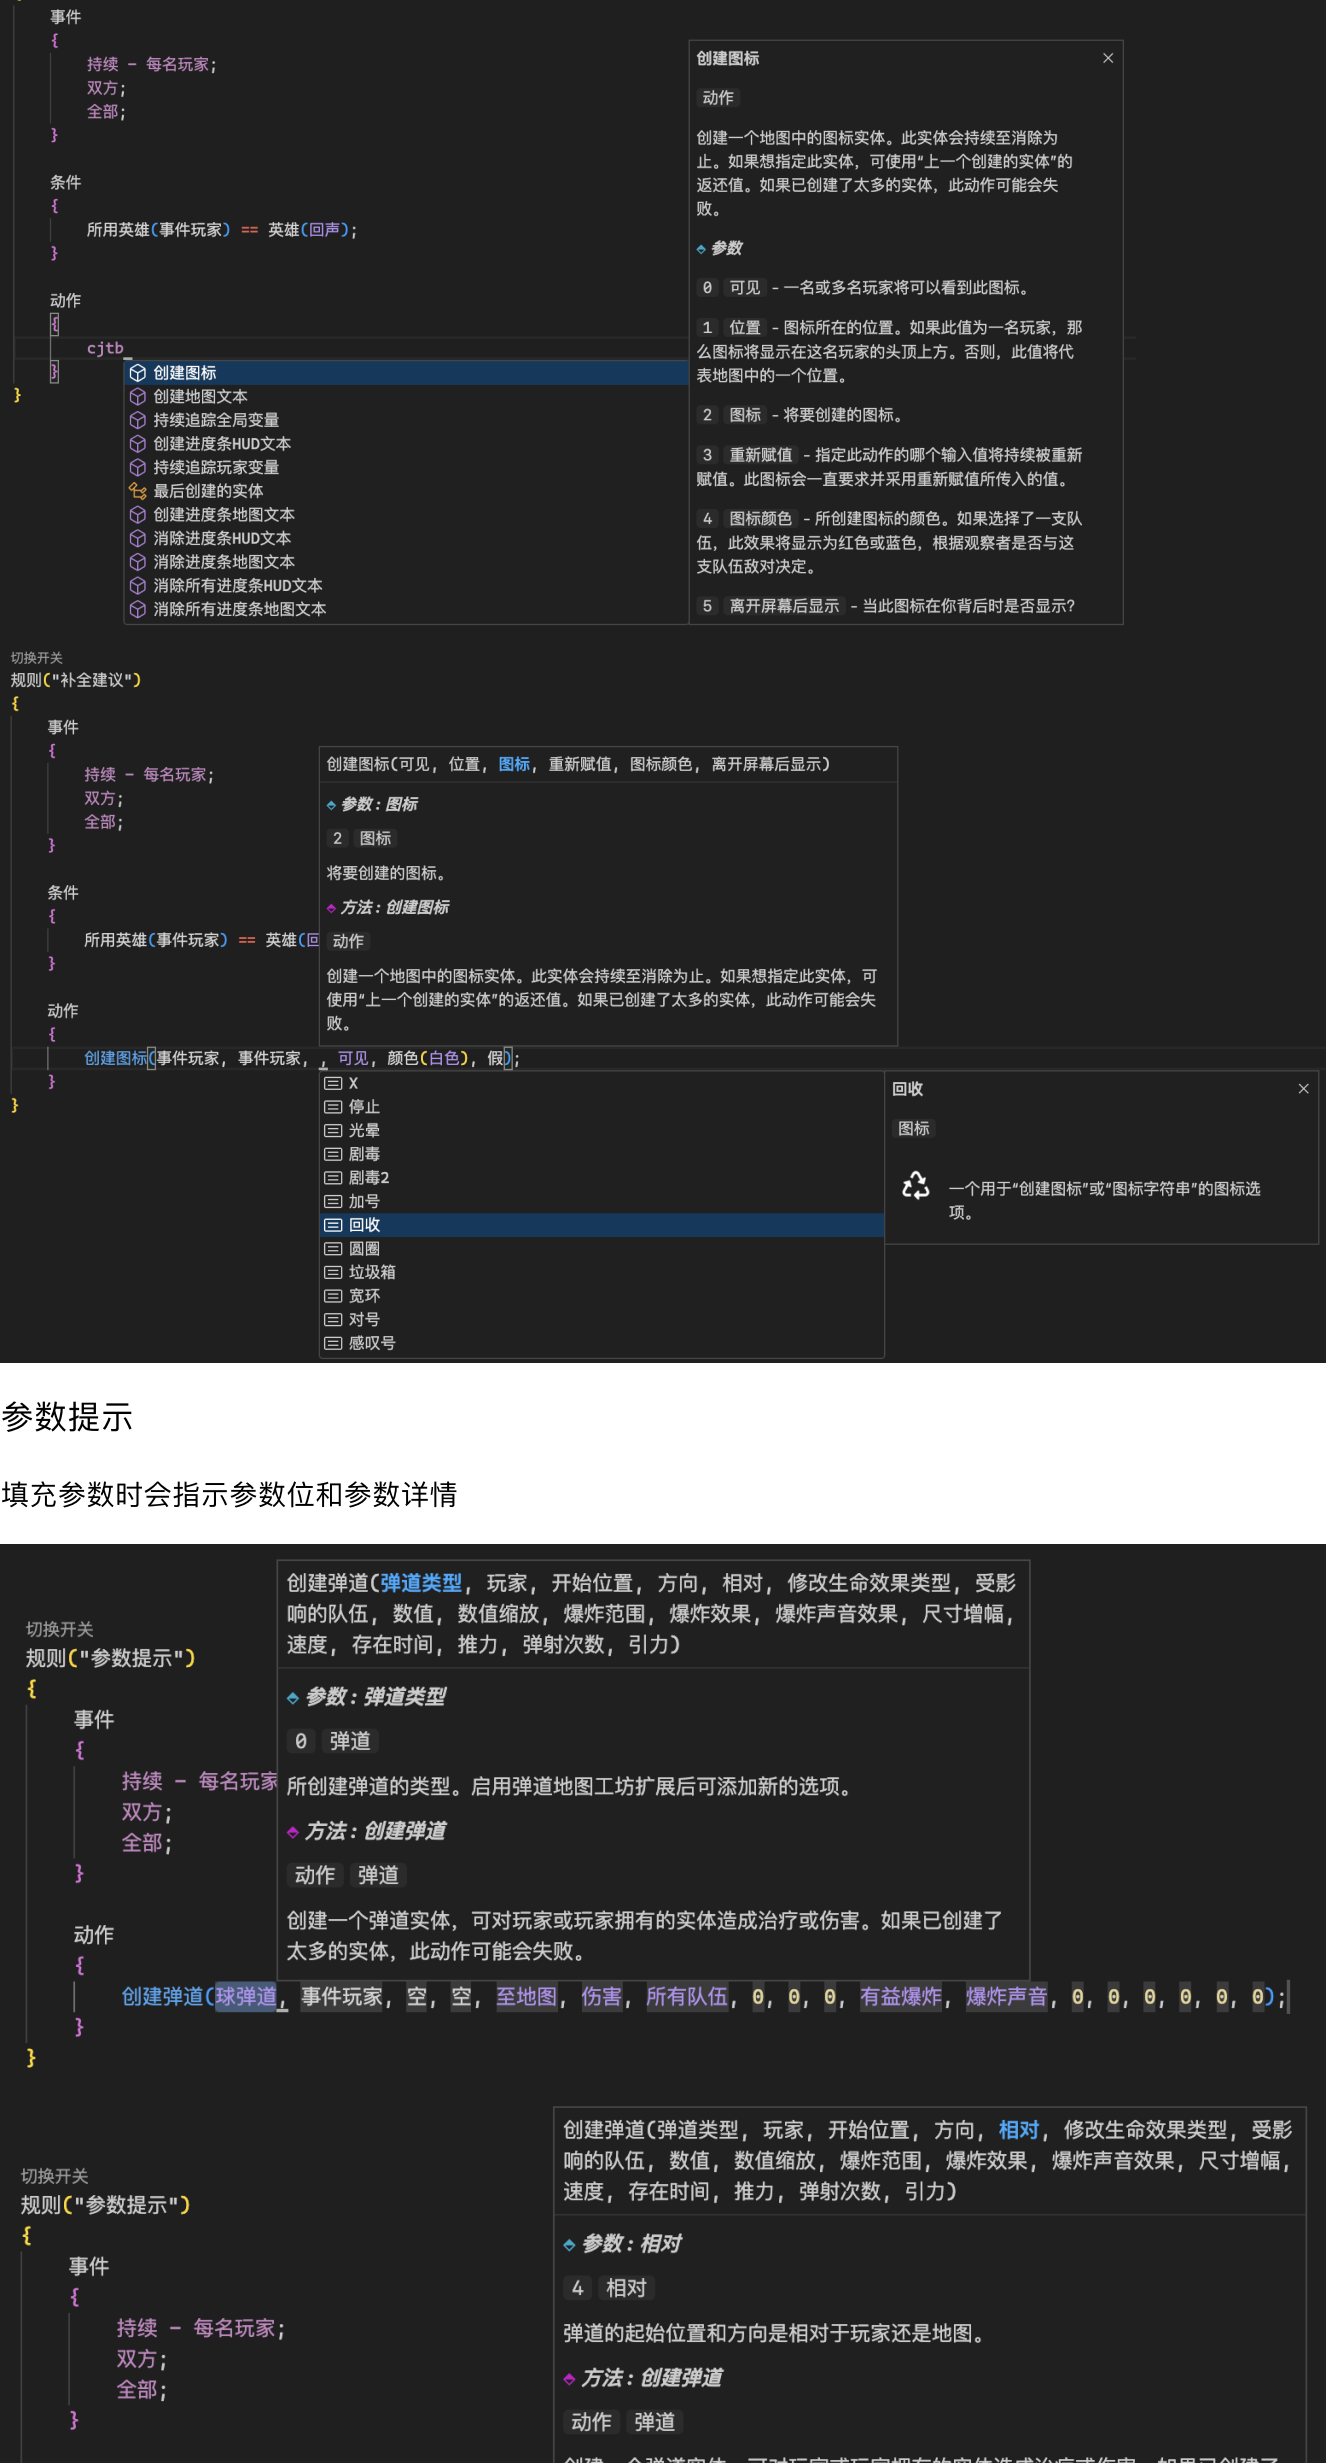 事件
{
持续 - 每名玩家;
双方;
全部;
}
条件
{
所用英雄(事件玩家) == 英雄(回声);
}
动作
{
cjtb
}
}
创建图标
创建地图文本
持续追踪全局变量
创建进度条HUD文本
持续追踪玩家变量
最后创建的实体
创建进度条地图文本
消除进度条HUD文本
消除进度条地图文本
消除所有进度条HUD文本
消除所有进度条地图文本
创建图标
动作
创建一个地图中的图标实体。此实体会持续至消除为
止。如果想指定此实体，可使用“上一个创建的实体”的
返还值。如果已创建了太多的实体，此动作可能会失
败。
参数
0 可见 - 一名或多名玩家将可以看到此图标。
1 位置 - 图标所在的位置。如果此值为一名玩家，那
么图标将显示在这名玩家的头顶上方。否则，此值将代
表地图中的一个位置。
2 图标 - 将要创建的图标。
3 重新赋值 - 指定此动作的哪个输入值将持续被重新
赋值。此图标会一直要求并采用重新赋值所传入的值。
4 图标颜色 - 所创建图标的颜色。如果选择了一支队
伍，此效果将显示为红色或蓝色，根据观察者是否与这
支队伍敌对决定。
5 离开屏幕后显示 - 当此图标在你背后时是否显示?
切换开关
规则("补全建议")
{
事件
{
持续 - 每名玩家;
双方;
全部;
}
条件
{
所用英雄(事件玩家) == 英雄(回
}
动作
{
创建图标(事件玩家, 事件玩家, , 可见, 颜色(白色), 假);
}
}
创建图标(可见, 位置, 图标, 重新赋值, 图标颜色, 离开屏幕后显示)
参数：图标
2 图标
将要创建的图标。
方法：创建图标
动作
创建一个地图中的图标实体。此实体会持续至消除为止。如果想指定此实体，可
使用“上一个创建的实体”的返还值。如果已创建了太多的实体，此动作可能会失
败。
X
停止
光晕
剧毒
剧毒2
加号
回收
圆圈
垃圾箱
宽环
对号
感叹号
回收
图标
一个用于“创建图标”或“图标字符串”的图标选
项。
参数提示
填充参数时会指示参数位和参数详情
创建弹道(弹道类型, 玩家, 开始位置, 方向, 相对, 修改生命效果类型, 受影
响的队伍, 数值, 数值缩放, 爆炸范围, 爆炸效果, 爆炸声音效果, 尺寸增幅,
速度, 存在时间, 推力, 弹射次数, 引力)
参数：弹道类型
0 弹道
所创建弹道的类型。启用弹道地图工坊扩展后可添加新的选项。
方法：创建弹道
动作 弹道
创建一个弹道实体，可对玩家或玩家拥有的实体造成治疗或伤害。如果已创建了
太多的实体，此动作可能会失败。
切换开关
规则("参数提示")
{
事件
{
持续 - 每名玩家
双方;
全部;
}
动作
{
创建弹道(球弹道, 事件玩家, 空, 空, 至地图, 伤害, 所有队伍, 0, 0, 0, 有益爆炸, 爆炸声音, 0, 0, 0, 0, 0, 0);
}
}
创建弹道(弹道类型, 玩家, 开始位置, 方向, 相对, 修改生命效果类型, 受影
响的队伍, 数值, 数值缩放, 爆炸范围, 爆炸效果, 爆炸声音效果, 尺寸增幅,
速度, 存在时间, 推力, 弹射次数, 引力)
参数：相对
4 相对
弹道的起始位置和方向是相对于玩家还是地图。
方法：创建弹道
动作 弹道
创建一个弹道实体，可对玩家或玩家拥有的实体造成治疗或伤害。如果已创建了
切换开关
规则("参数提示")
{
事件
{
持续 - 每名玩家;
双方;
全部;
}